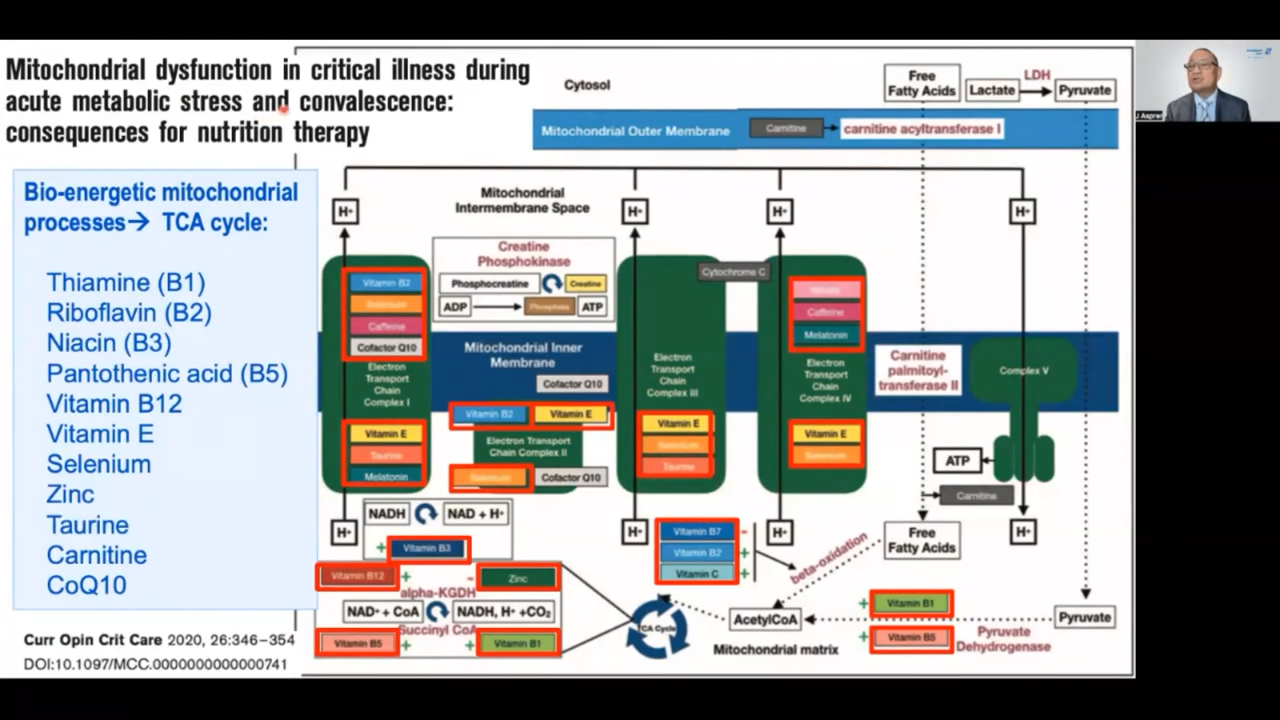 Mitochondrial dysfunction in critical illness during
acute metabolic stress and convalescence:
consequences for nutrition therapy
Bio-energetic mitochondrial
processes→ TCA cycle:
Thiamine (B1)
Riboflavin (B2)
Niacin (B3)
Pantothenic acid (B5)
Vitamin B12
Vitamin E
Selenium
Zinc
Taurine
Carnitine
CoQ10
Curr Opin Crit Care 2020, 26:346–354
DOI:10.1097/MCC.0000000000000741
Cytosol
Free
Fatty Acids
Lactate
LDH
Pyruvate
Mitochondrial Outer Membrane
Carnitine
carnitine acyltransferase I
Mitochondrial
Intermembrane Space
H+
H+
H+
H+
Creatine
Phosphokinase
Phosphocreatine
Creatine
ADP
Phosphate
ATP
Cytochrome C
Vitamin B2
Selenium
Caffeine
Cofactor Q10
Electron
Transport
Chain
Complex I
Vitamin E
Taurine
Melatonin
Mitochondrial Inner
Membrane
Cofactor Q10
Vitamin B2
Vitamin E
Electron Transport
Chain Complex II
Selenium
Cofactor Q10
Electron
Transport
Chain
Complex III
Vitamin E
Selenium
Taurine
Caffeine
Melatonin
Electron
Transport
Chain
Complex IV
Vitamin E
Selenium
Carnitine
palmitoyl-
transferase II
Complex V
ATP
Carnitine
H+
H+
H+
H+
Free
Fatty Acids
NADH
NAD + H+
+
Vitamin B3
Vitamin B12
+
-
Zinc
alpha-KGDH
NAD+ + CoA
NADH, H+ +CO2
Succinyl CoA
Vitamin B5
+
+
Vitamin B1
TCA Cycle
Vitamin B7
-
Vitamin B2
+
Vitamin C
+
beta-oxidation
AcetylCoA
Mitochondrial matrix
+
Vitamin B1
+
Vitamin B5
Pyruvate
Dehydrogenase
Pyruvate